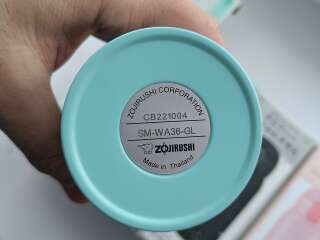 ZOJIRUSHI CORPORATION
CB221004
SM-WA36-GL
ZOJIRUSHI
Made in Thailand